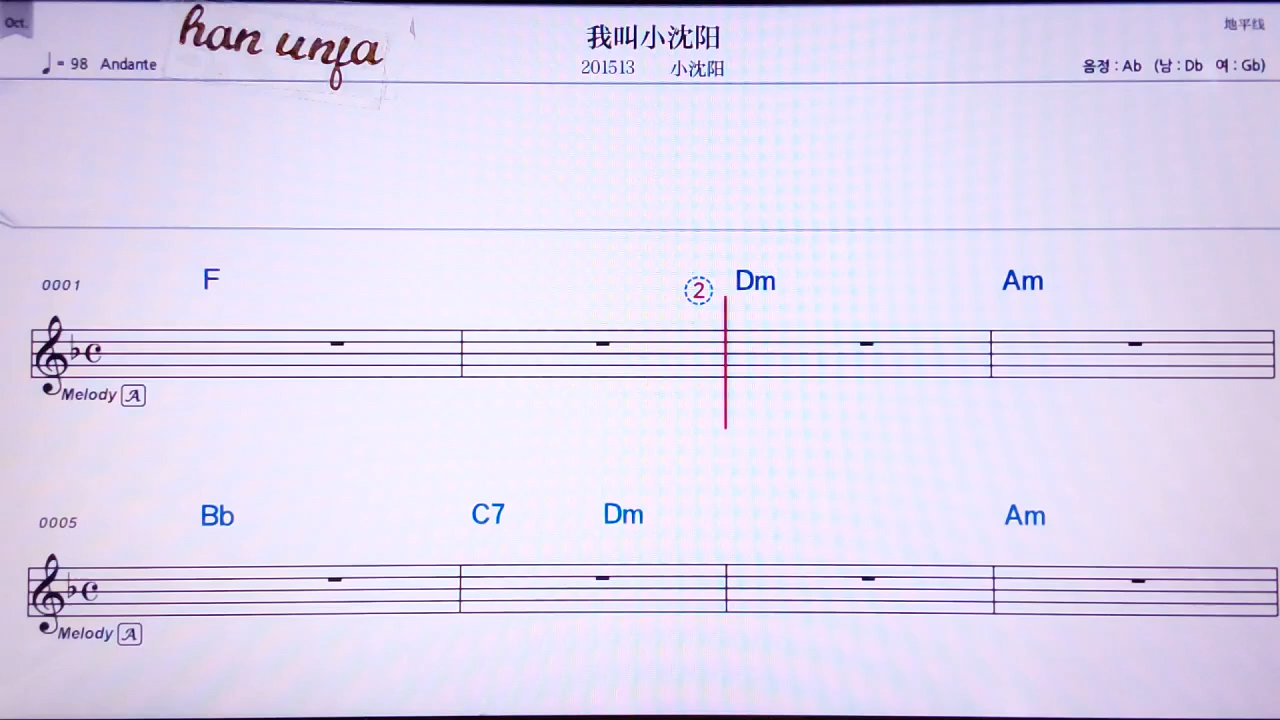 Oct.
han unfa
我叫小沈阳
地平线
♩= 98 Andante
201513 小沈阳
음정 : Ab (남 : Db 여 : Gb)
0001 F ② Dm Am
Melody A
0005 Bb C7 Dm Am
Melody A